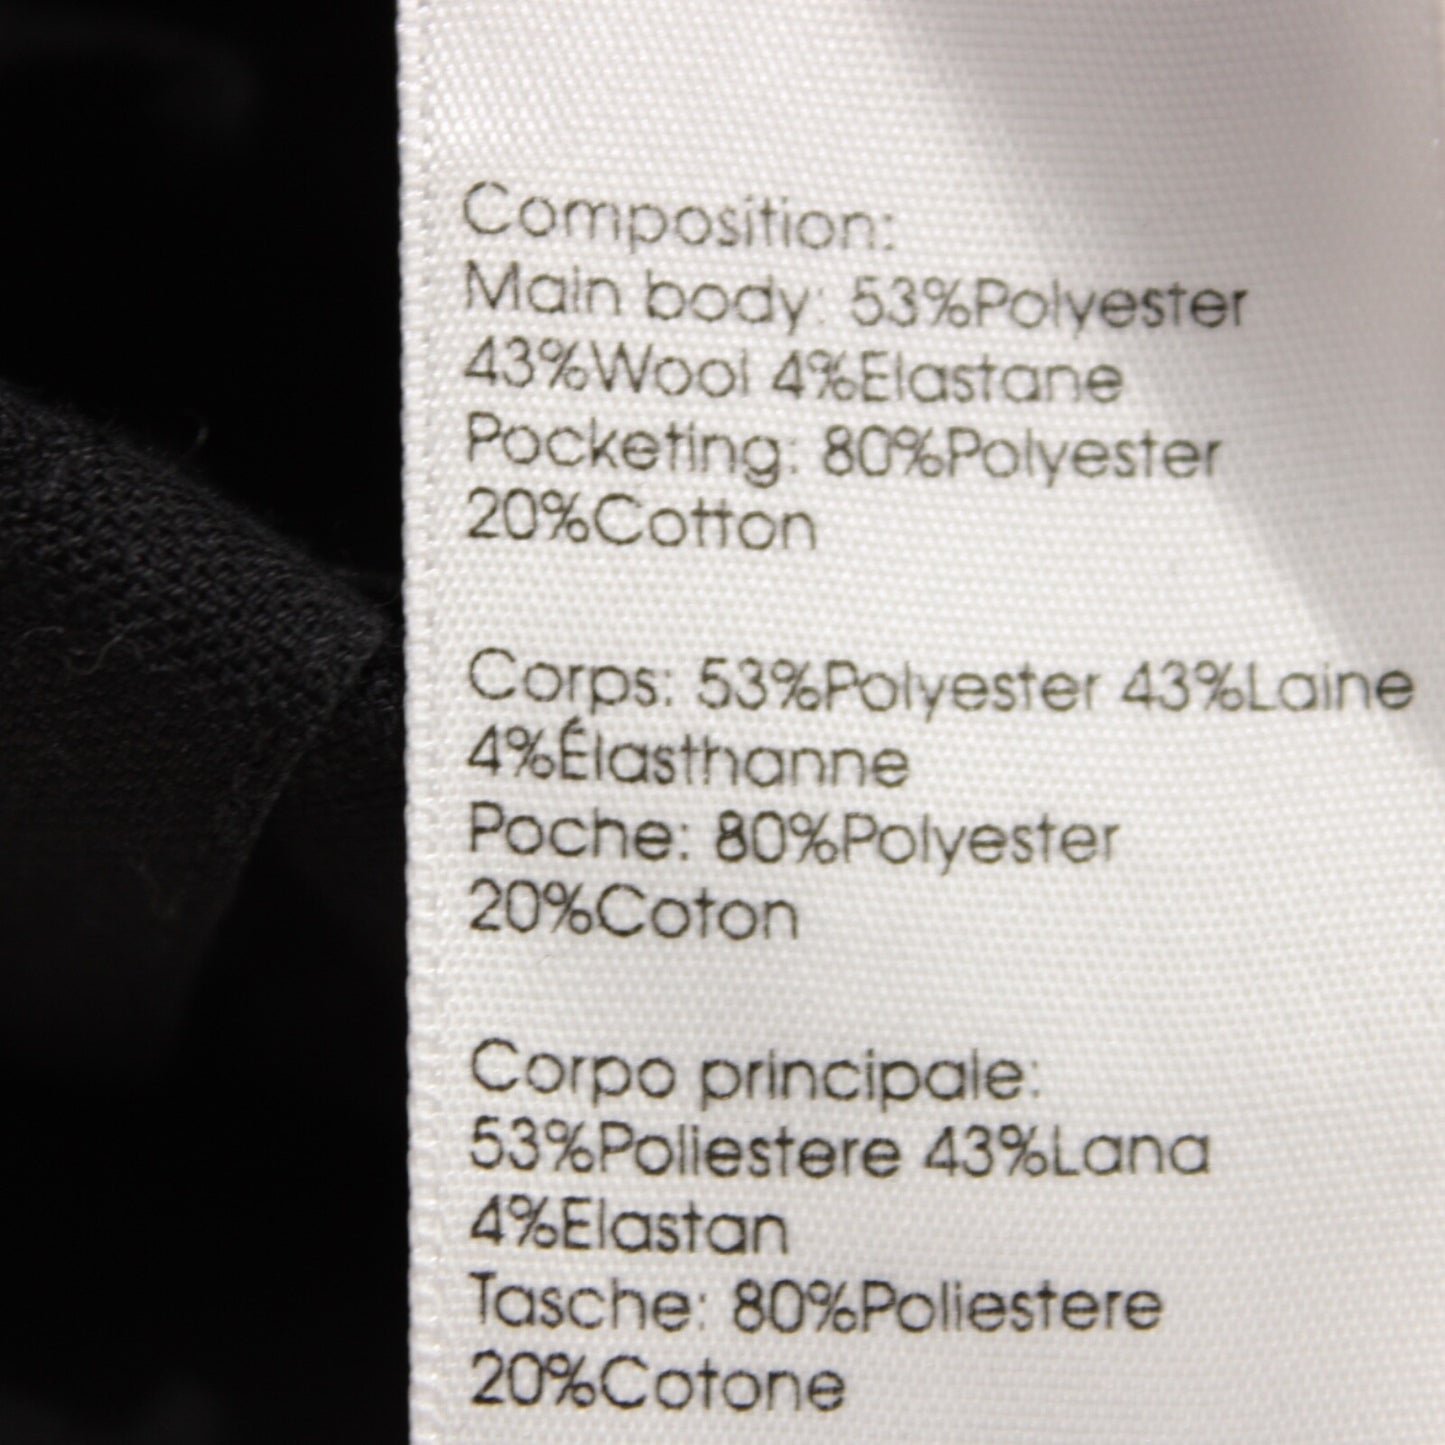 Composition:
Main body: 53%Polyester
43%Wool 4%Elastane
Pocketing: 80%Polyester
20%Cotton
Corps: 53%Polyester 43%Laine
4%Élasthanne
Poche: 80%Polyester
20%Coton
Corpo principale:
53%Poliestere 43%Lana
4%Elastan
Tasche: 80%Poliestere
20%Cotone